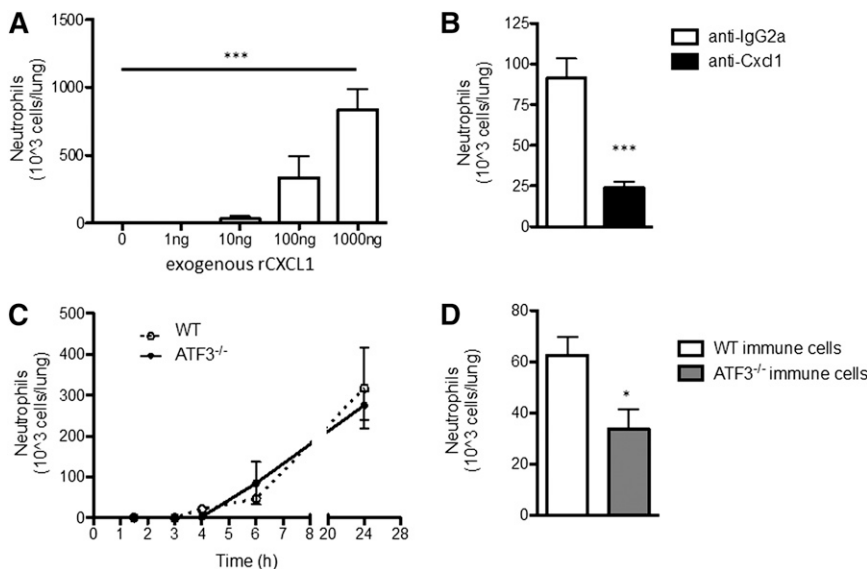 A
1500
1000
500
0
Neutrophils
(10^3 cells/lung)
***
0 1ng 10ng 100ng 1000ng
exogenous rCXCL1
B
125
100
75
50
25
0
Neutrophils
(10^3 cells/lung)
***
anti-IgG2a
anti-Cxcl1
C
500
400
300
200
100
0
Neutrophils
(10^3 cells/lung)
WT
ATF3-/-
0 1 2 3 4 5 6 7 8 20 24 28
Time (h)
D
80
60
40
20
0
Neutrophils
(10^3 cells/lung)
*
WT immune cells
ATF3-/- immune cells